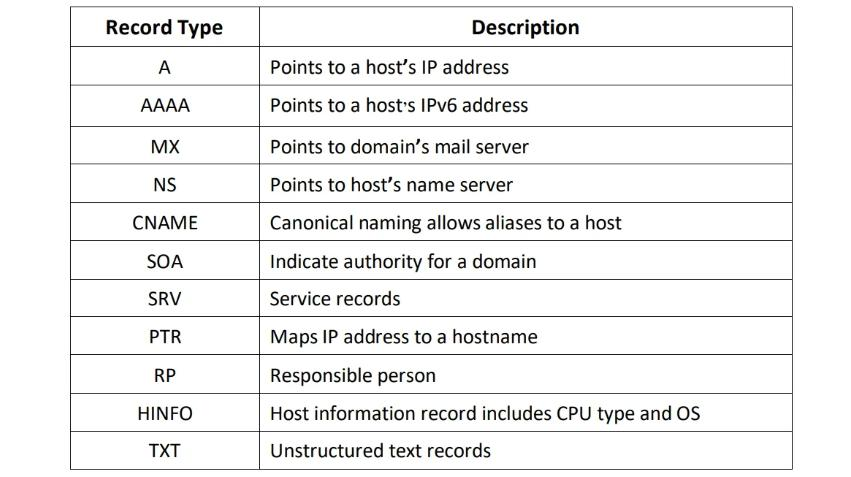 Record Type Description
A Points to a host’s IP address
AAAA Points to a host’s IPv6 address
MX Points to domain’s mail server
NS Points to host’s name server
CNAME Canonical naming allows aliases to a host
SOA Indicate authority for a domain
SRV Service records
PTR Maps IP address to a hostname
RP Responsible person
HINFO Host information record includes CPU type and OS
TXT Unstructured text records